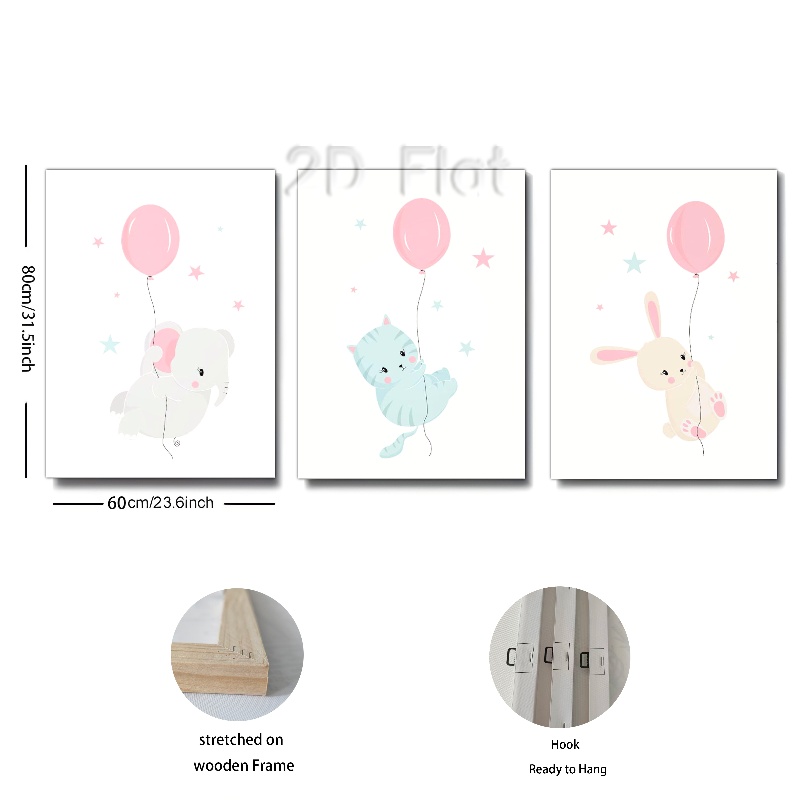 2D Flat
80cm/31.5inch
60cm/23.6inch
stretched on
wooden Frame
Hook
Ready to Hang